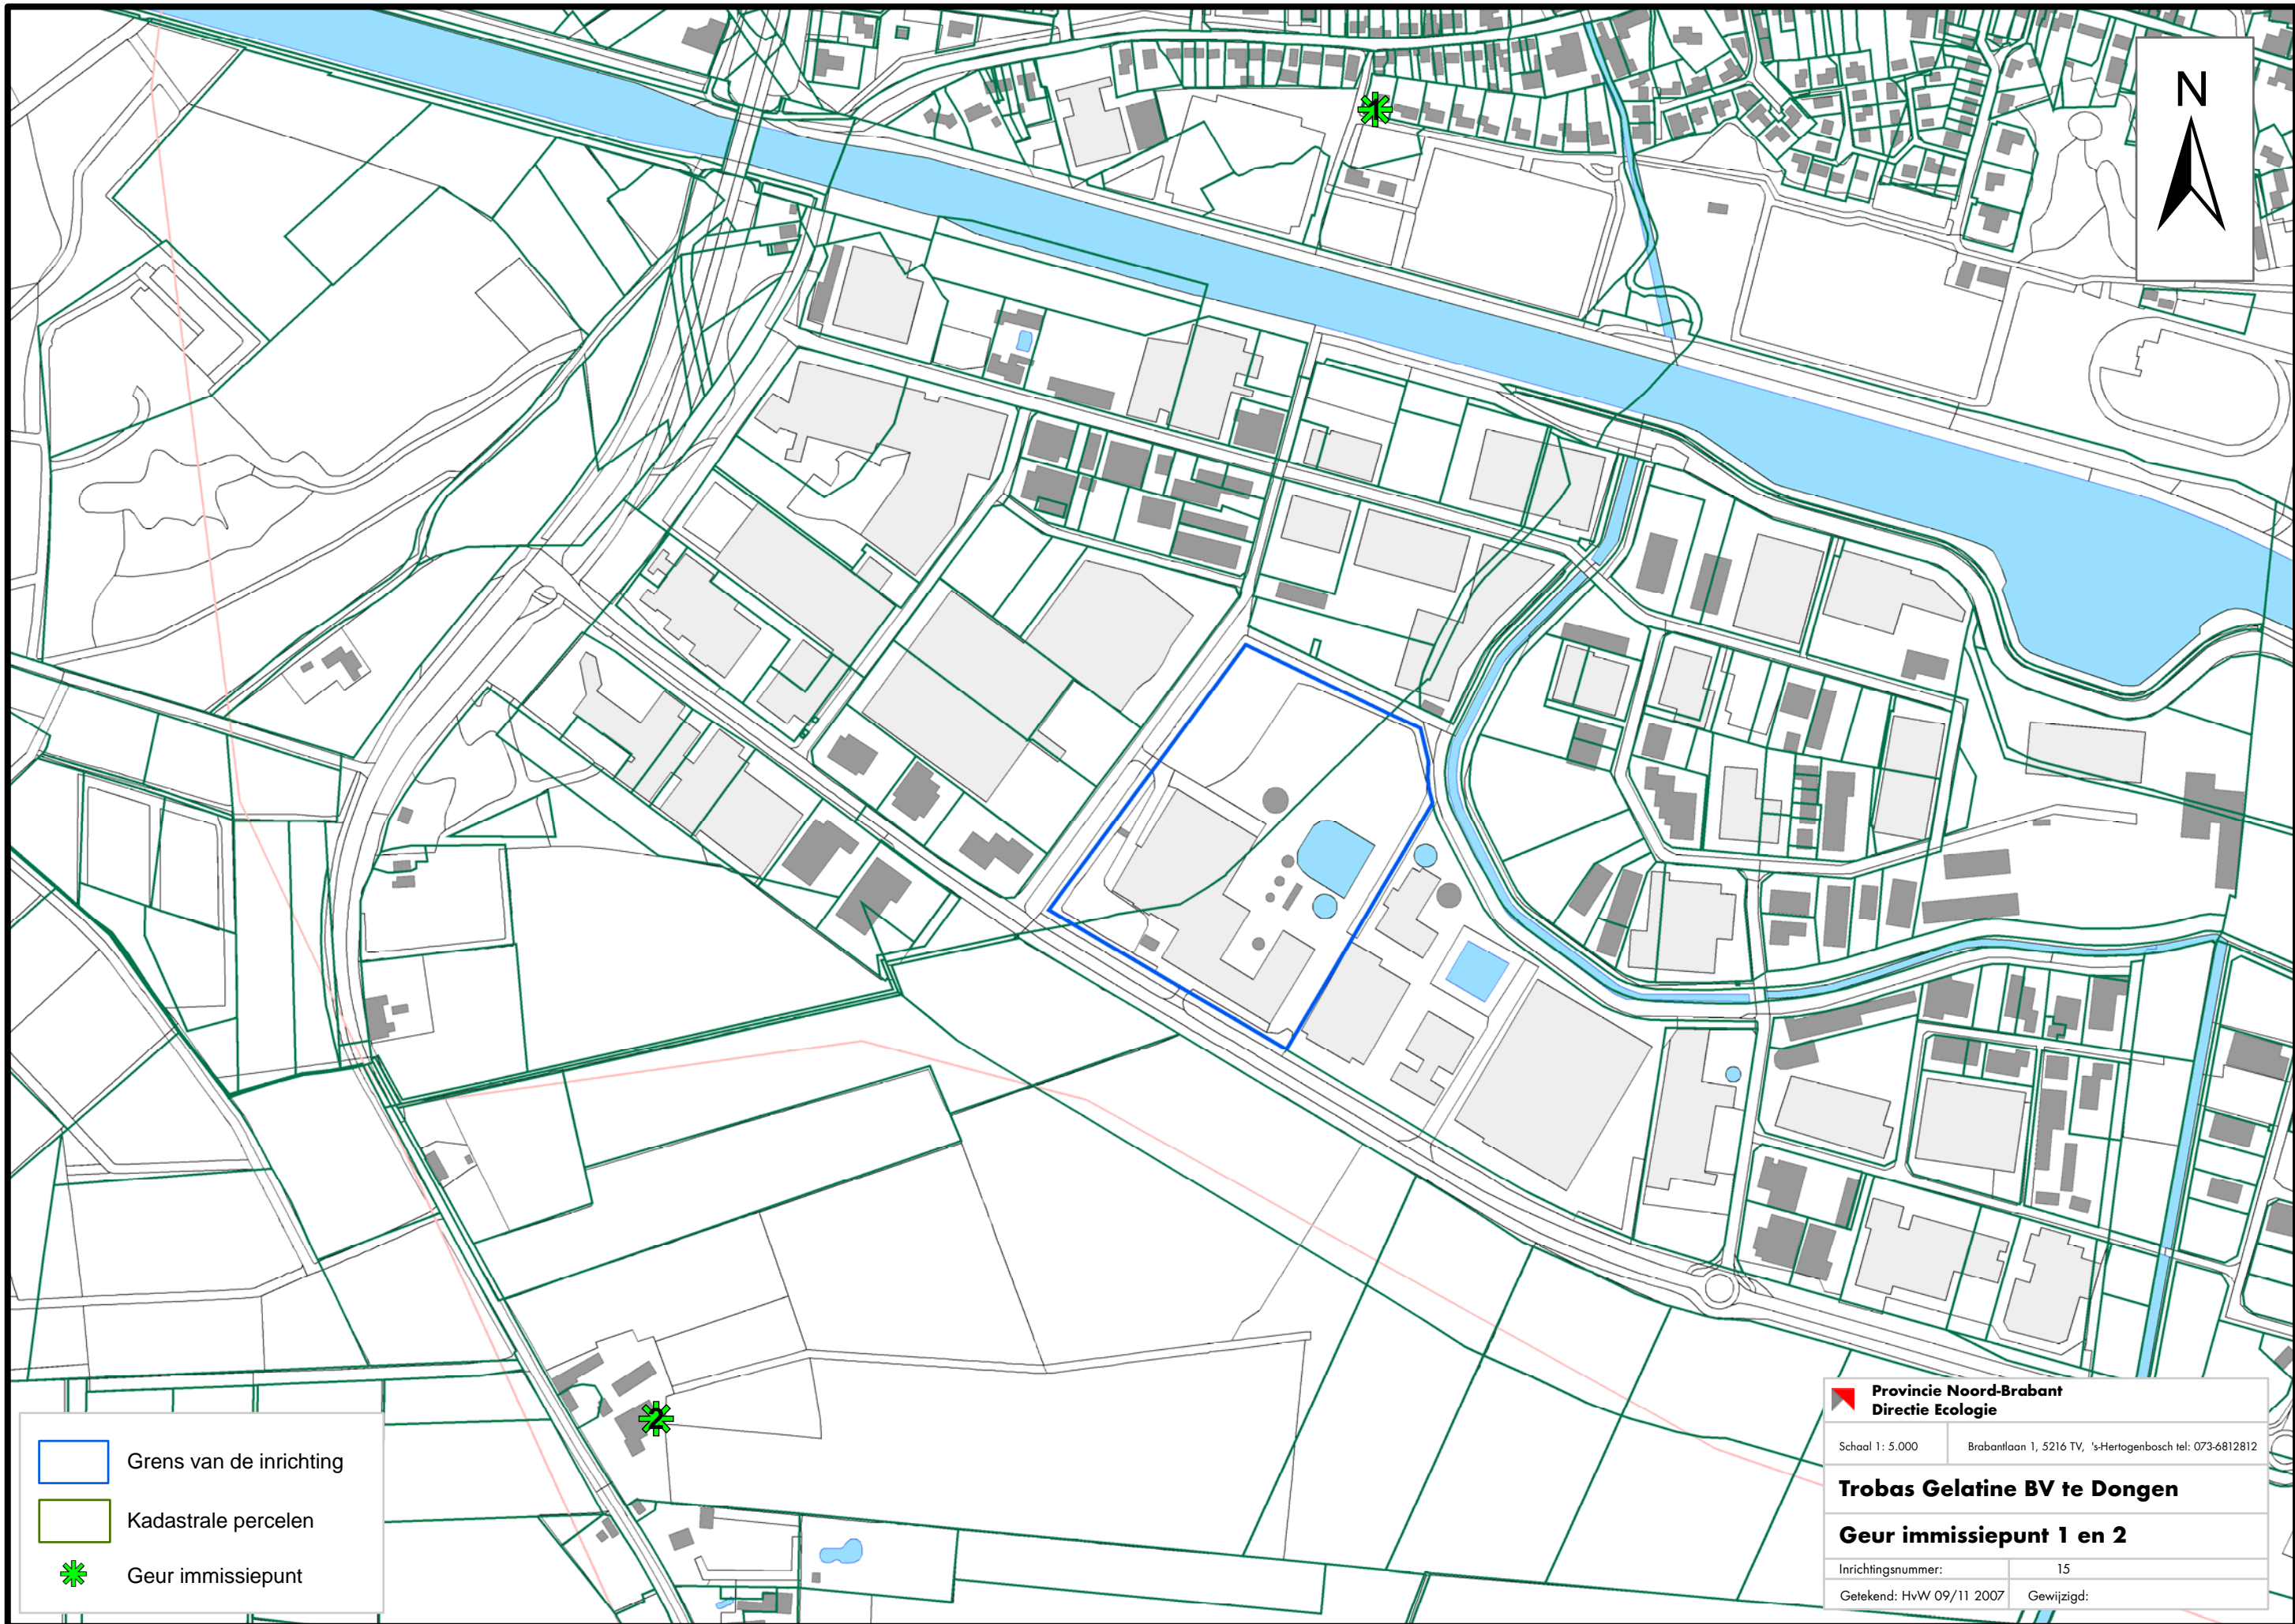 N
1
2
Grens van de inrichting
Kadastrale percelen
Geur immissiepunt
Provincie Noord-Brabant
Directie Ecologie
Schaal 1: 5.000 Brabantlaan 1, 5216 TV, 's-Hertogenbosch tel: 073-6812812
Trobas Gelatine BV te Dongen
Geur immissiepunt 1 en 2
Inrichtingsnummer: 15
Getekend: HvW 09/11 2007 Gewijzigd: